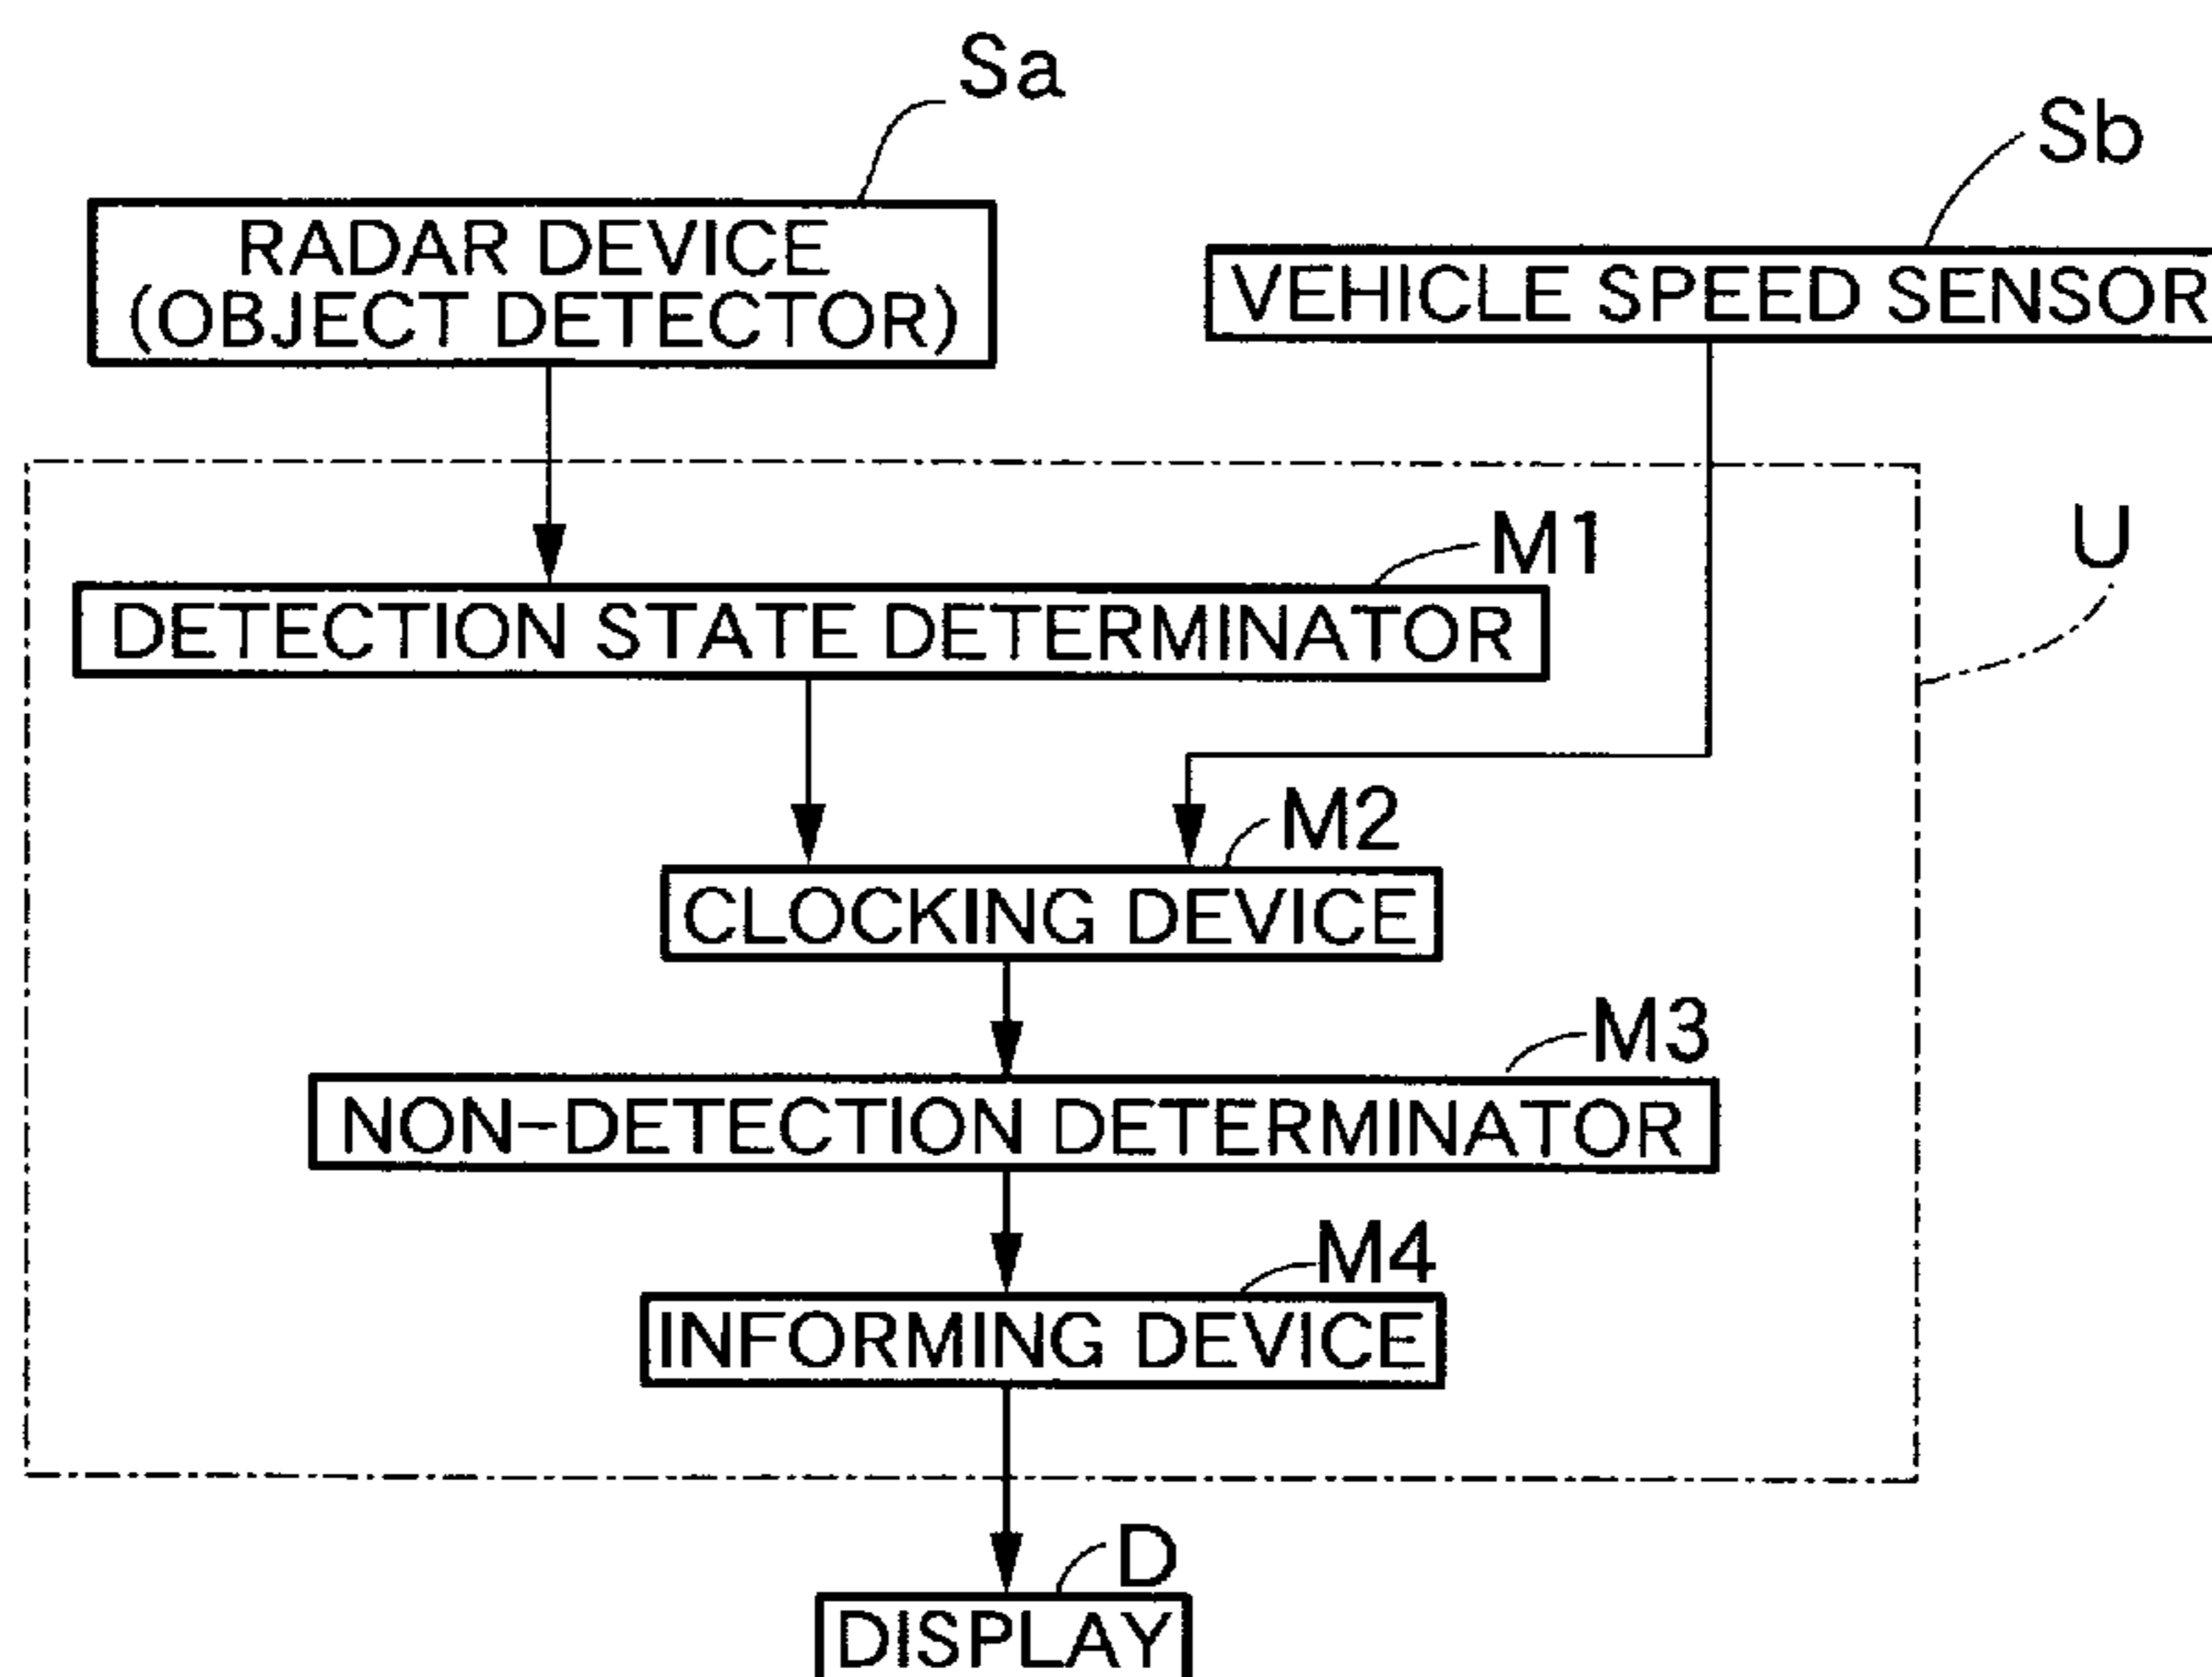 Sa
Sb
RADAR DEVICE
(OBJECT DETECTOR)
VEHICLE SPEED SENSOR
U
M1
DETECTION STATE DETERMINATOR
M2
CLOCKING DEVICE
M3
NON-DETECTION DETERMINATOR
M4
INFORMING DEVICE
D
DISPLAY